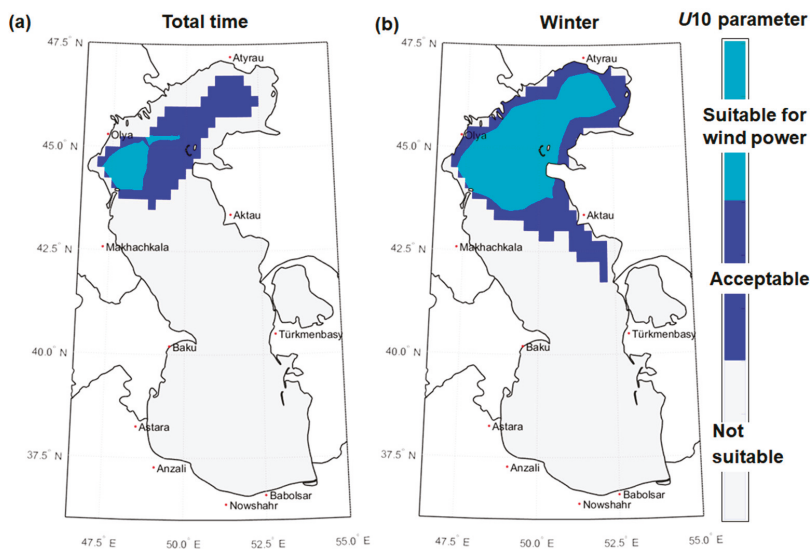 (a)
Total time
47.5° N
45.0° N
42.5° N
40.0° N
37.5° N
47.5° E
50.0° E
52.5° E
55.0° E
Atyrau
Olya
Aktau
Makhachkala
Türkmenbasy
Baku
Astara
Anzali
Babolsar
Nowshahr
(b)
Winter
47.5° N
45.0° N
42.5° N
40.0° N
37.5° N
47.5° E
50.0° E
52.5° E
55.0° E
Atyrau
Olya
Aktau
Makhachkala
Türkmenbasy
Baku
Astara
Anzali
Babolsar
Nowshahr
U10 parameter
Suitable for
wind power
Acceptable
Not
suitable